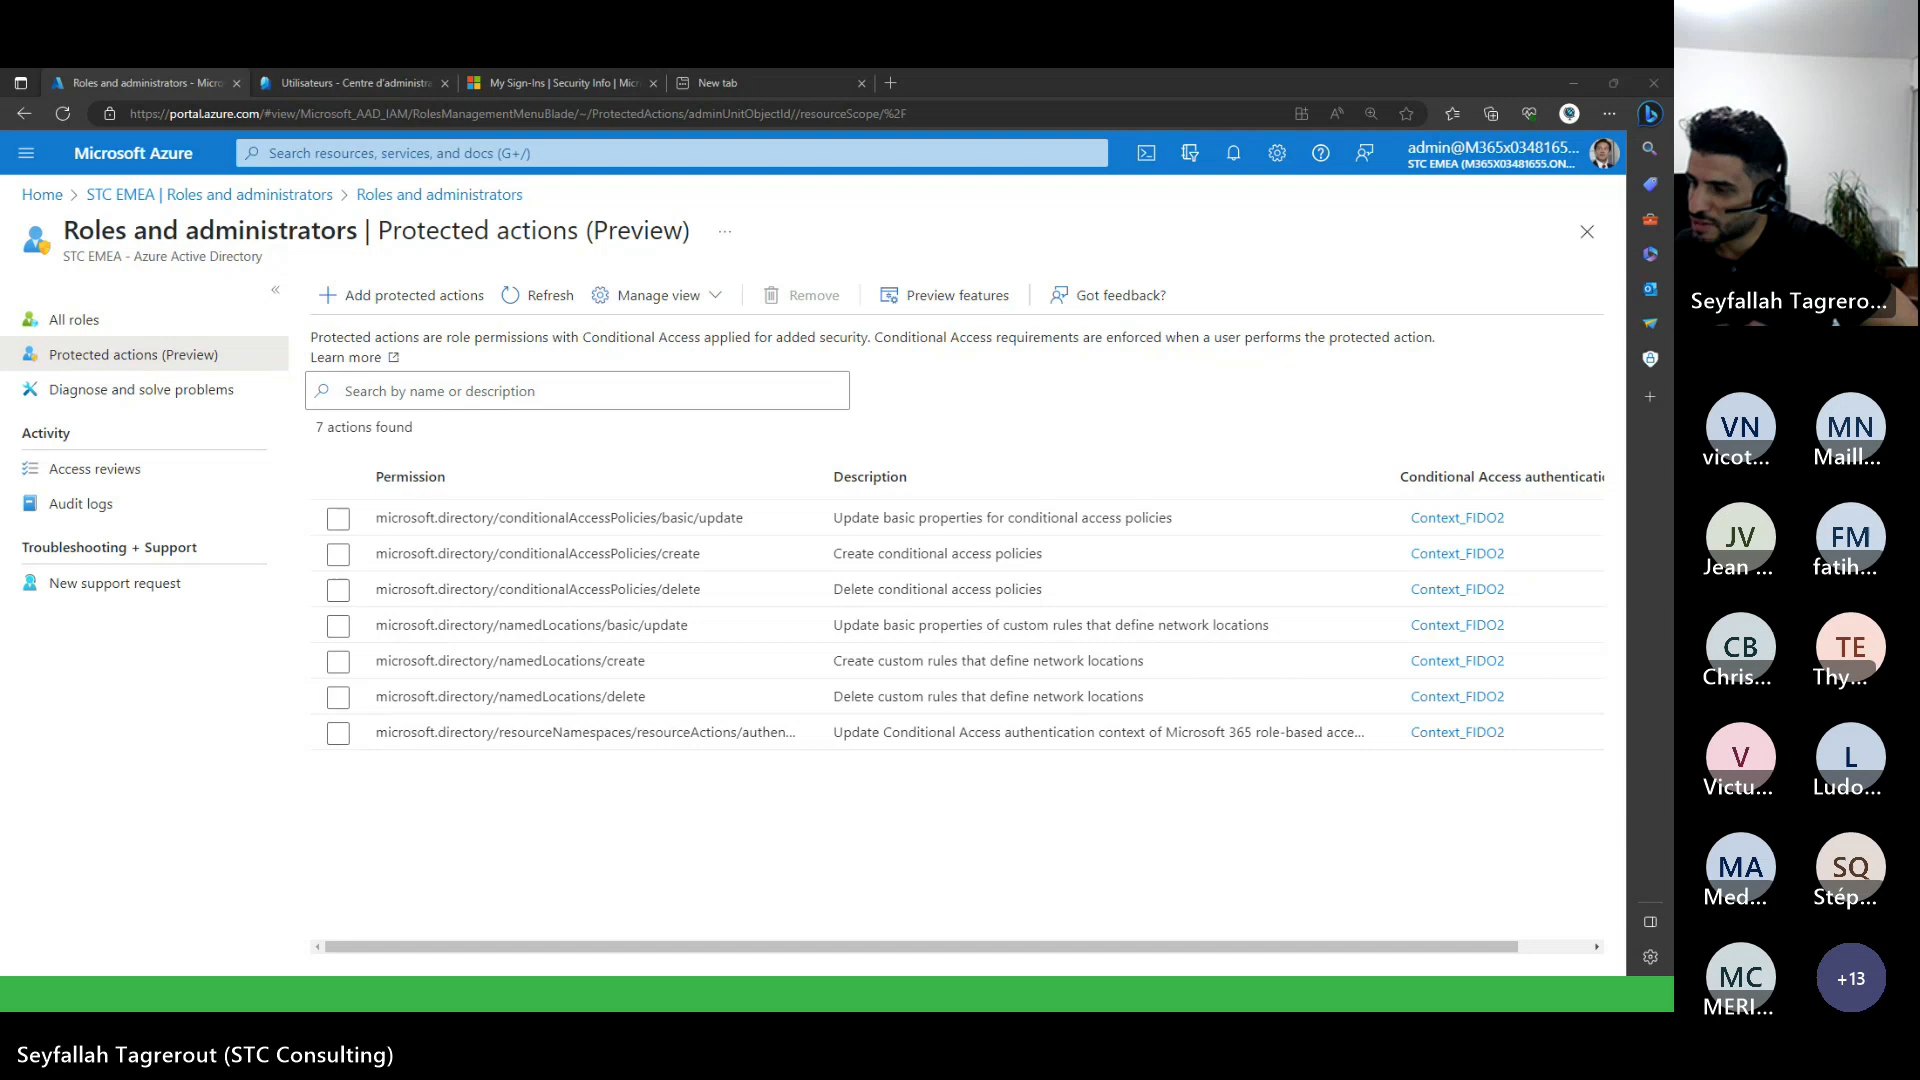 Roles and administrators - Micro
Utilisateurs - Centre d'administra
My Sign-Ins | Security Info | Micr
New tab
https://portal.azure.com/#view/Microsoft_AAD_IAM/RolesManagementMenuBlade/~/ProtectedActions/adminUnitObjectId//resourceScope/%2F
Microsoft Azure
Search resources, services, and docs (G+/)
admin@M365x0348165...
STC EMEA (M365X03481655.ON...
Home > STC EMEA | Roles and administrators > Roles and administrators
Roles and administrators | Protected actions (Preview) ...
STC EMEA - Azure Active Directory
All roles
Protected actions (Preview)
Diagnose and solve problems
Activity
Access reviews
Audit logs
Troubleshooting + Support
New support request
Add protected actions
Refresh
Manage view
Remove
Preview features
Got feedback?
Protected actions are role permissions with Conditional Access applied for added security. Conditional Access requirements are enforced when a user performs the protected action.
Learn more
Search by name or description
7 actions found
Permission Description Conditional Access authenticatio
microsoft.directory/conditionalAccessPolicies/basic/update Update basic properties for conditional access policies Context_FIDO2
microsoft.directory/conditionalAccessPolicies/create Create conditional access policies Context_FIDO2
microsoft.directory/conditionalAccessPolicies/delete Delete conditional access policies Context_FIDO2
microsoft.directory/namedLocations/basic/update Update basic properties of custom rules that define network locations Context_FIDO2
microsoft.directory/namedLocations/create Create custom rules that define network locations Context_FIDO2
microsoft.directory/namedLocations/delete Delete custom rules that define network locations Context_FIDO2
microsoft.directory/resourceNamespaces/resourceActions/authen... Update Conditional Access authentication context of Microsoft 365 role-based acce... Context_FIDO2
Seyfallah Tagrero...
VN
vicot...
MN
Maill...
JV
Jean ...
FM
fatih...
CB
Chris...
TE
Thy...
V
Victu...
L
Ludo...
MA
Med...
SQ
Stép...
MC
MERI...
+13
Seyfallah Tagrerout (STC Consulting)